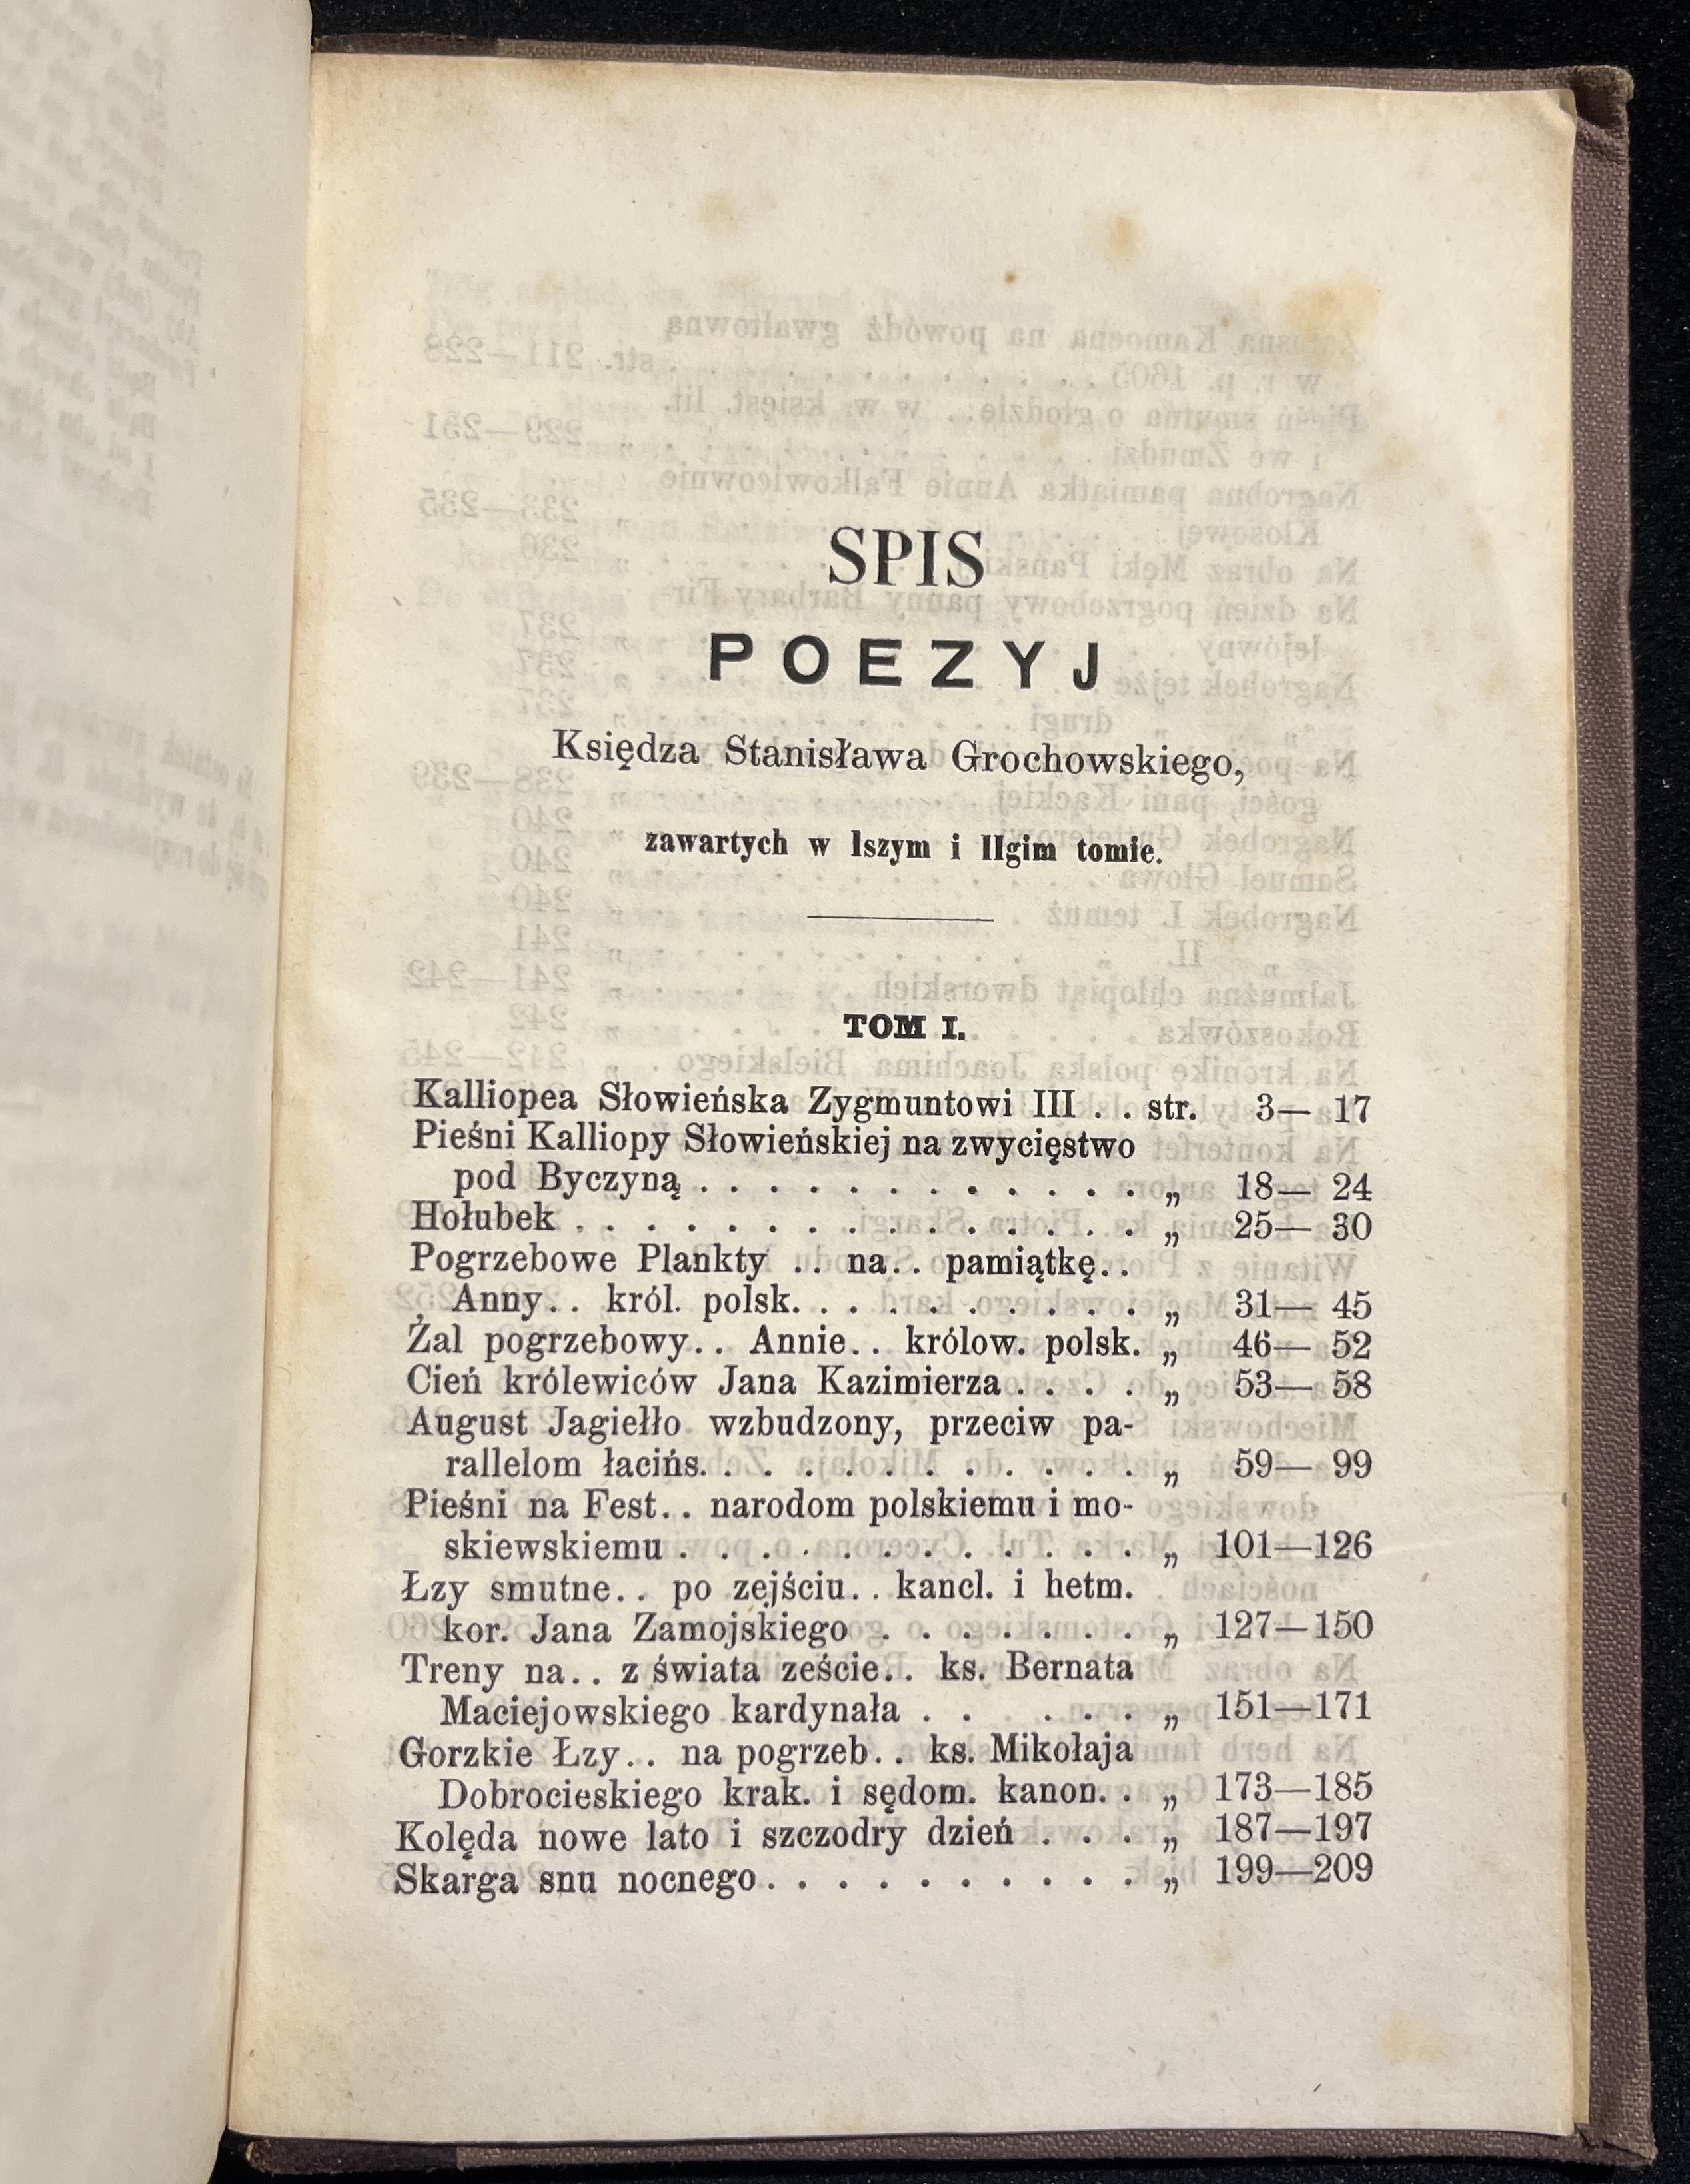 SPIS
POEZYJ
Księdza Stanisława Grochowskiego,
zawartych w Iszym i IIgim tomie.
TOM I.
Kalliopea Słowieńska Zygmuntowi III . . str. 3— 17
Pieśni Kalliopy Słowieńskiej na zwycięstwo
pod Byczyną . . . . . . . . . . . . „ 18— 24
Hołubek . . . . . . . . . . . . . . . „ 25— 30
Pogrzebowe Plankty .. na.. pamiątkę..
Anny.. król. polsk. . . . . . . . . . „ 31— 45
Żal pogrzebowy.. Annie.. królow. polsk. „ 46— 52
Cień królewiców Jana Kazimierza . . . . „ 53— 58
August Jagiełło wzbudzony, przeciw pa-
rallelom łacińs. . . . . . . . . . . . „ 59— 99
Pieśni na Fest.. narodom polskiemu i mo-
skiewskiemu . . . . . . . . . . . . „ 101—126
Łzy smutne.. po zejściu.. kancl. i hetm.
kor. Jana Zamojskiego . . . . . . . „ 127—150
Treny na.. z świata zeście.. ks. Bernata
Maciejowskiego kardynała . . . . . . „ 151—171
Gorzkie Łzy.. na pogrzeb.. ks. Mikołaja
Dobrocieskiego krak. i sędom. kanon. . „ 173—185
Kolęda nowe lato i szczodry dzień . . . „ 187—197
Skarga snu nocnego . . . . . . . . . . „ 199—209